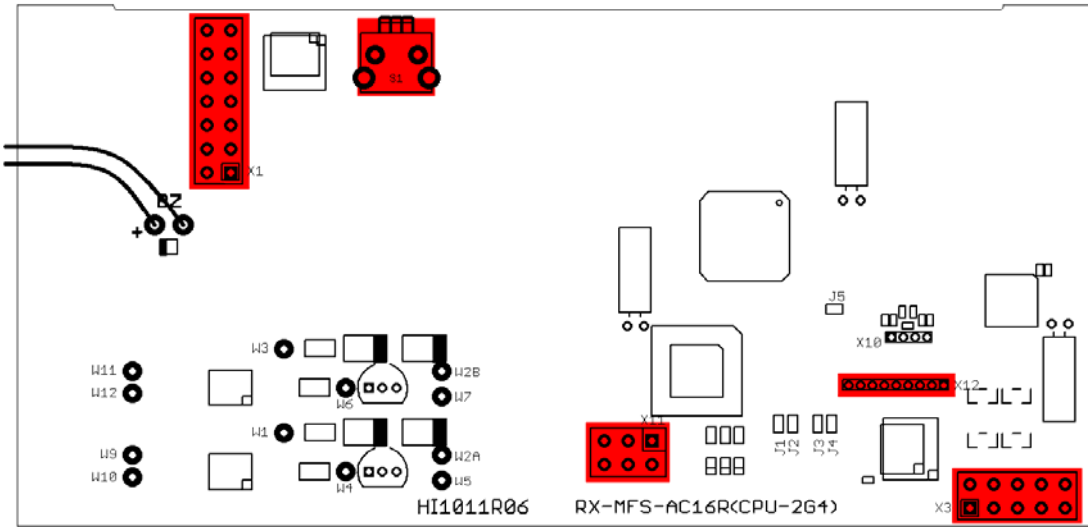 S1
X1
BZ
+
J5
W3
X10
W11
W2B
X12
W12
W6
W7
X11
W1
J1
J2
J3
J4
W9
W2A
W10
W4
W5
X3
HI1011R06
RX-MFS-AC16R(CPU-2G4)